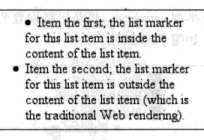 • Item the first; the list marker
for this list item is inside the
content of the list item.
• Item the second; the list marker
for this list item is outside the
content of the list item (which is
the traditional Web rendering).